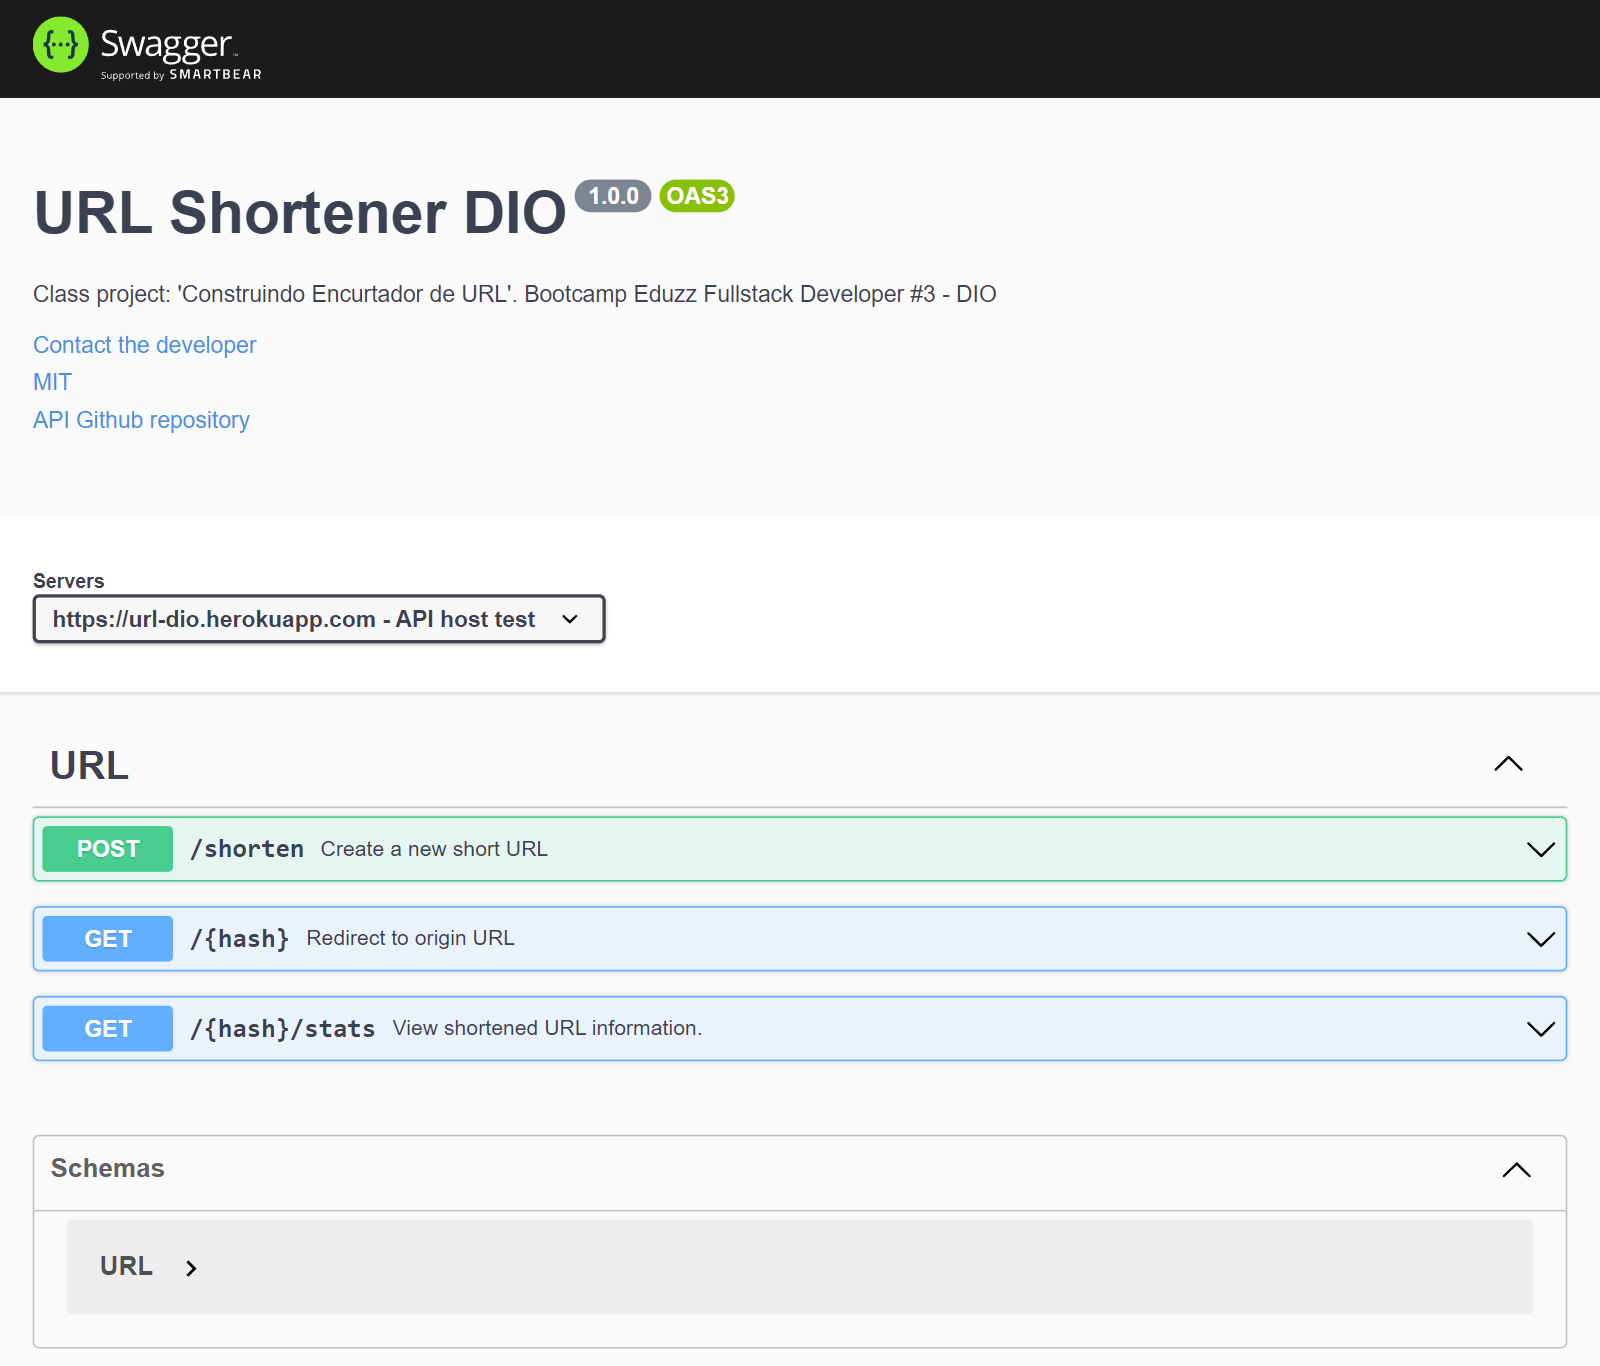 {...} Swagger™
Supported by SMARTBEAR
URL Shortener DIO 1.0.0 OAS3
Class project: 'Construindo Encurtador de URL'. Bootcamp Eduzz Fullstack Developer #3 - DIO
Contact the developer
MIT
API Github repository
Servers
https://url-dio.herokuapp.com - API host test
URL
POST /shorten Create a new short URL
GET /{hash} Redirect to origin URL
GET /{hash}/stats View shortened URL information.
Schemas
URL